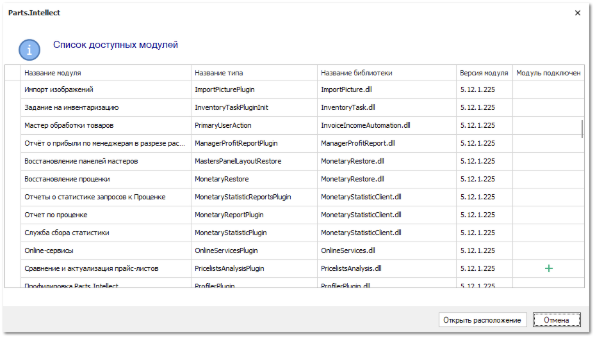 Parts.Intellect
Список доступных модулей
Название модуля Название типа Название библиотеки Версия модуля Модуль подключен
Импорт изображений ImportPicturePlugin ImportPicture.dll 5.12.1.225
Задание на инвентаризацию InventoryTaskPluginInit InventoryTask.dll 5.12.1.225
Мастер обработки товаров PrimaryUserAction InvoiceIncomeAutomation.dll 5.12.1.225
Отчёт о прибыли по менеджерам в разрезе рас... ManagerProfitReportPlugin ManagerProfitReport.dll 5.12.1.225
Восстановление панелей мастеров MastersPanelLayoutRestore MonetaryRestore.dll 5.12.1.225
Восстановление проценки MonetaryRestore MonetaryRestore.dll 5.12.1.225
Отчеты о статистике запросов к Проценке MonetaryStatisticReportsPlugin MonetaryStatisticClient.dll 5.12.1.225
Отчет по проценке MonetaryReportPlugin MonetaryStatisticClient.dll 5.12.1.225
Служба сбора статистики MonetaryStatisticPlugin MonetaryStatisticClient.dll 5.12.1.225
Online-сервисы OnlineServicesPlugin OnlineServices.dll 5.12.1.225
Сравнение и актуализация прайс-листов PricelistsAnalysisPlugin PricelistsAnalysis.dll 5.12.1.225
Профилировка Parts.Intellect ProfilerPlugin ProfilerPlugin.dll 5.12.1.225
Открыть расположение Отмена